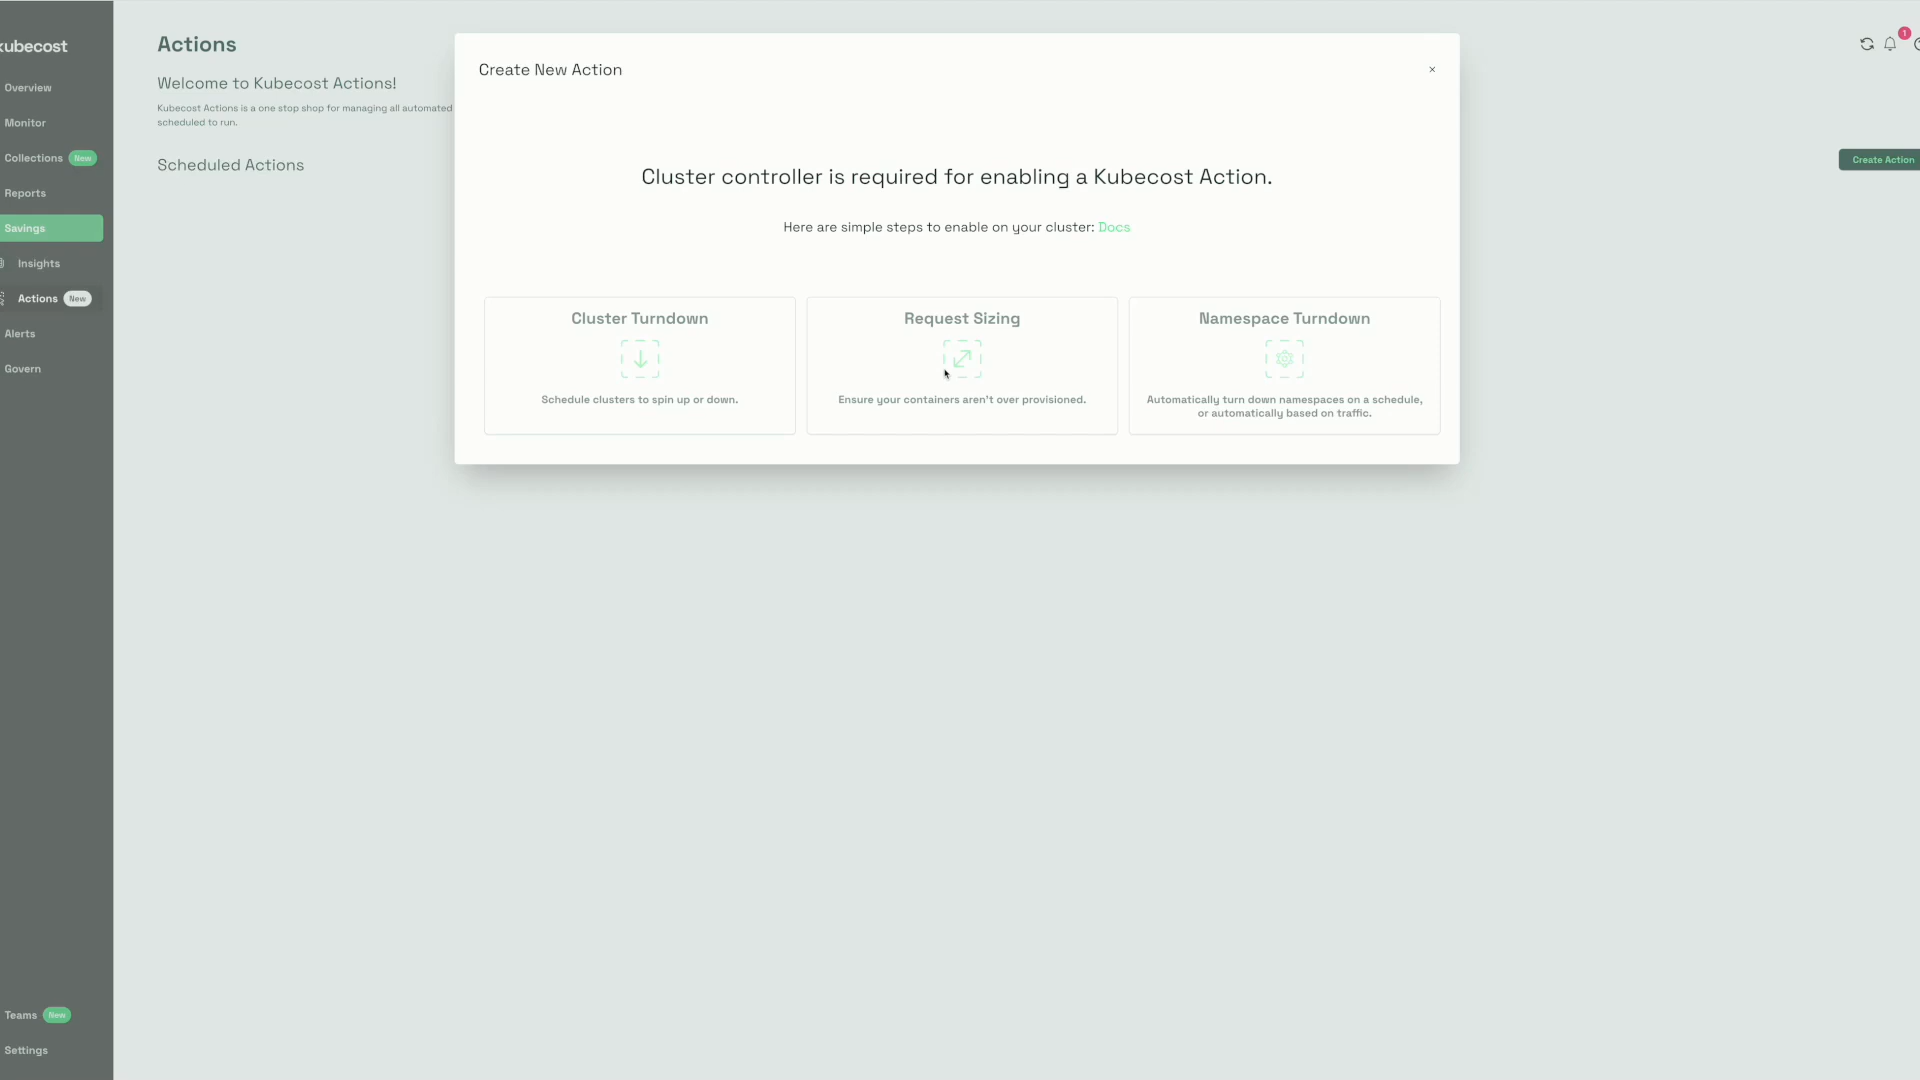 kubecost
Overview
Monitor
Collections New
Reports
Savings
Insights
Actions New
Alerts
Govern
Teams New
Settings
Actions
Welcome to Kubecost Actions!
Kubecost Actions is a one stop shop for managing all automated
scheduled to run.
Scheduled Actions
1
Create Action
Create New Action
×
Cluster controller is required for enabling a Kubecost Action.
Here are simple steps to enable on your cluster: Docs
Cluster Turndown
Schedule clusters to spin up or down.
Request Sizing
Ensure your containers aren't over provisioned.
Namespace Turndown
Automatically turn down namespaces on a schedule,
or automatically based on traffic.